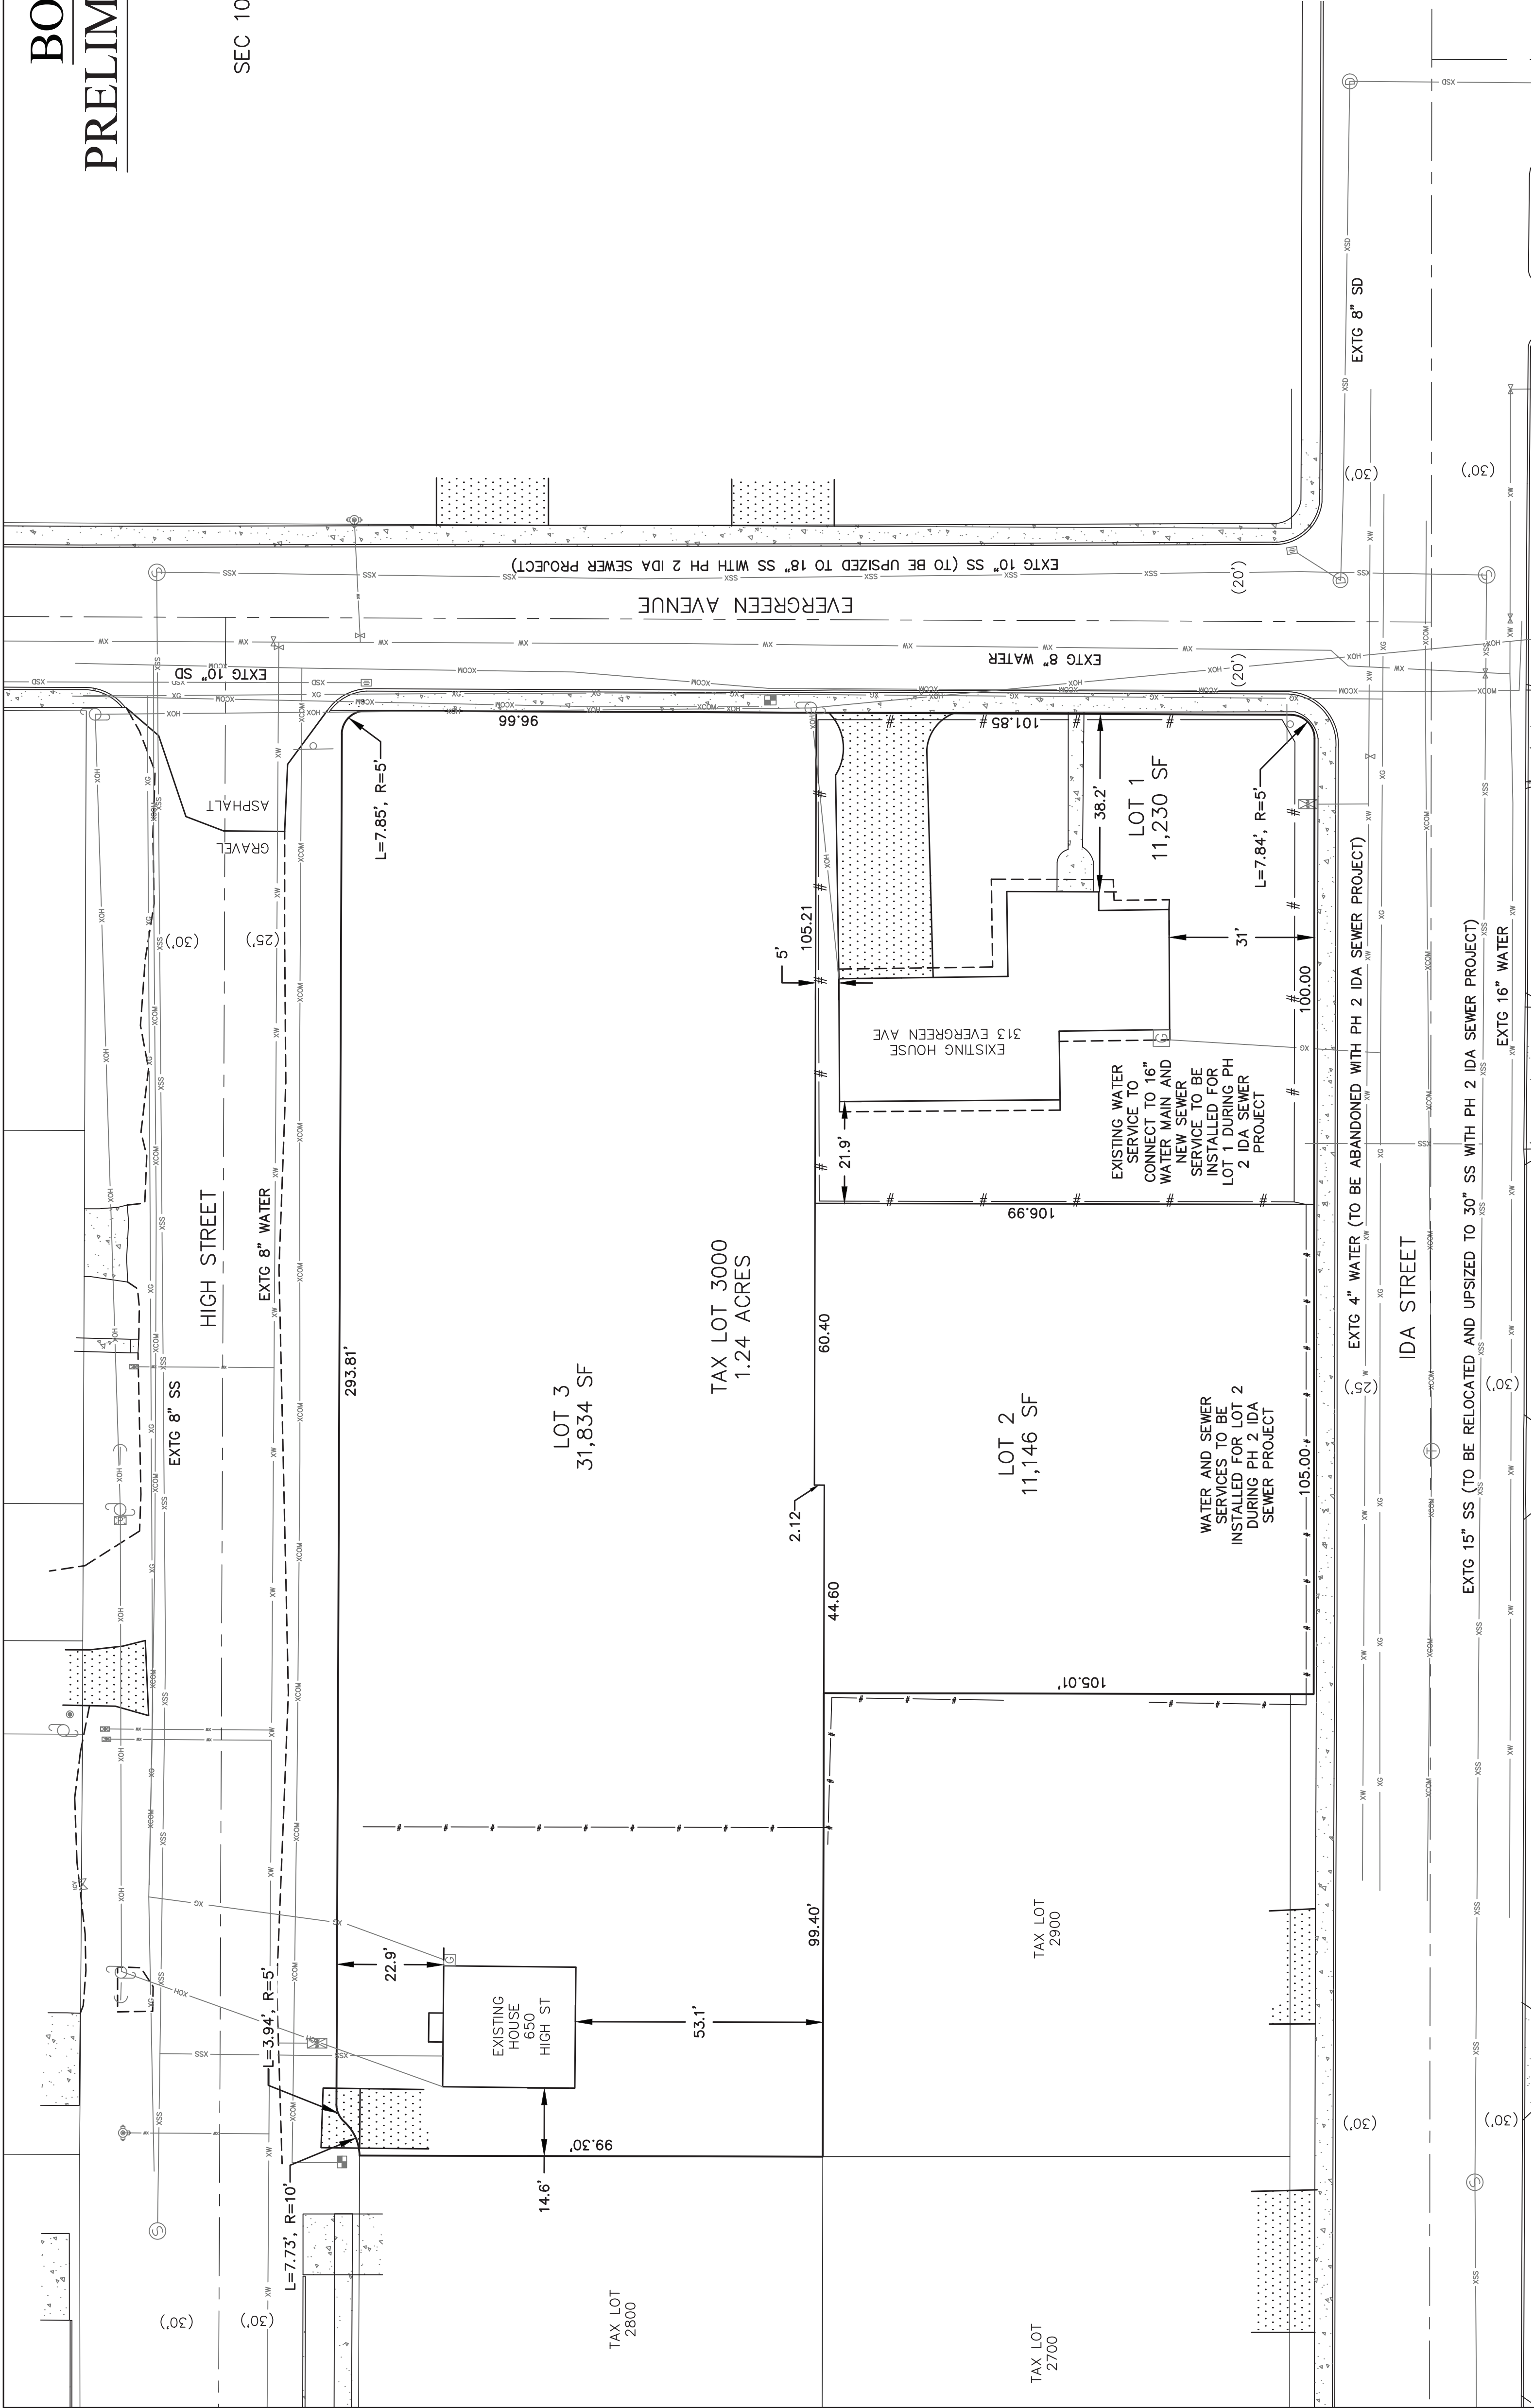 BO
PRELIM
SEC 10
EXTG 10" SD
EXTG 10" SS (TO BE UPSIZED TO 18" SS WITH PH 2 IDA SEWER PROJECT)
EVERGREEN AVENUE
EXTG 8" WATER
(20')
(20')
EXTG 8" SD
(30')
(30')
ASPHALT
GRAVEL
(30')
(25')
HIGH STREET
EXTG 8" WATER
EXTG 8" SS
L=7.85', R=5'
96.66
293.81'
LOT 3
31,834 SF
TAX LOT 3000
1.24 ACRES
105.21
5'
101.85
38.2'
LOT 1
11,230 SF
L=7.84', R=5'
31'
100.00
EXISTING HOUSE
313 EVERGREEN AVE
21.9'
EXISTING WATER
SERVICE TO
CONNECT TO 16"
WATER MAIN AND
NEW SEWER
SERVICE TO BE
INSTALLED FOR
LOT 1 DURING PH
2 IDA SEWER
PROJECT
106.99
60.40
2.12
44.60
LOT 2
11,146 SF
WATER AND SEWER
SERVICES TO BE
INSTALLED FOR LOT 2
DURING PH 2 IDA
SEWER PROJECT
105.00
105.01'
EXTG 4" WATER (TO BE ABANDONED WITH PH 2 IDA SEWER PROJECT)
IDA STREET
EXTG 15" SS (TO BE RELOCATED AND UPSIZED TO 30" SS WITH PH 2 IDA SEWER PROJECT)
EXTG 16" WATER
(25')
(30')
L=3.94', R=5'
L=7.73', R=10'
22.9'
EXISTING
HOUSE
650
HIGH ST
53.1'
99.40'
99.30'
14.6'
TAX LOT
2900
TAX LOT
2800
TAX LOT
2700
(30')
(30')
(30')
(30')